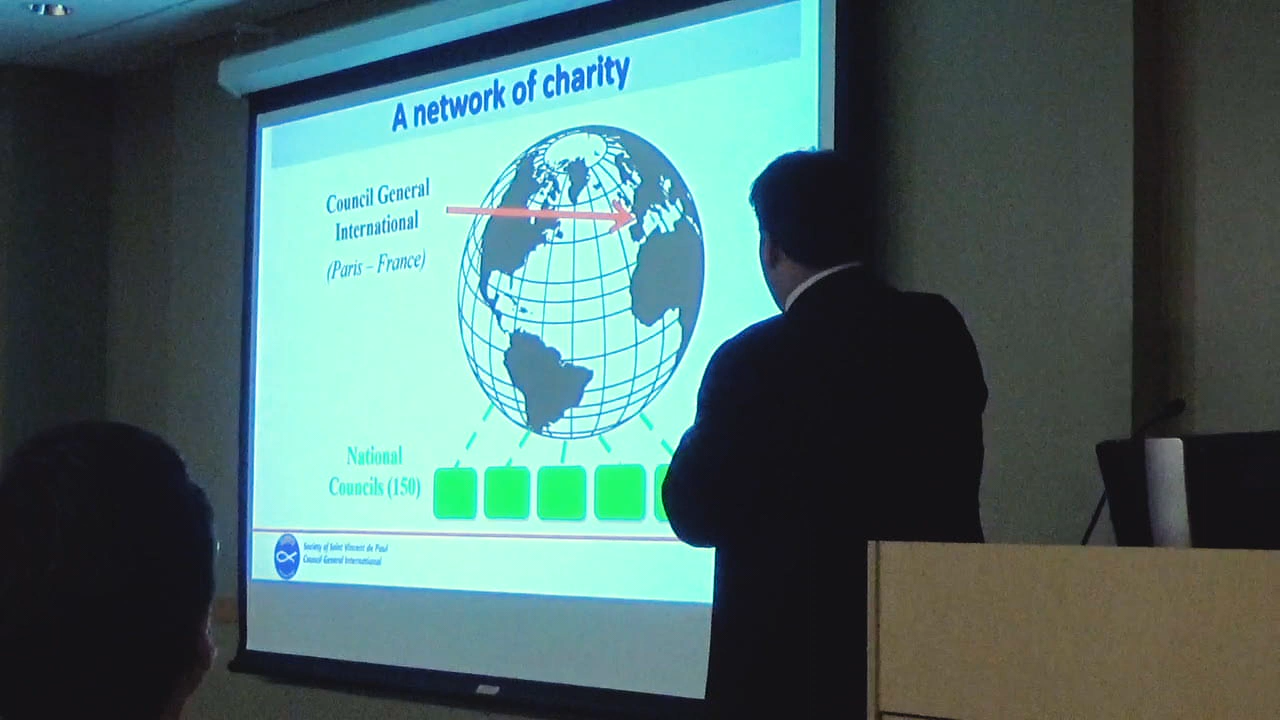 A network of charity
Council General
International
(Paris – France)
National
Councils (150)
Society of Saint Vincent de Paul
Council General International